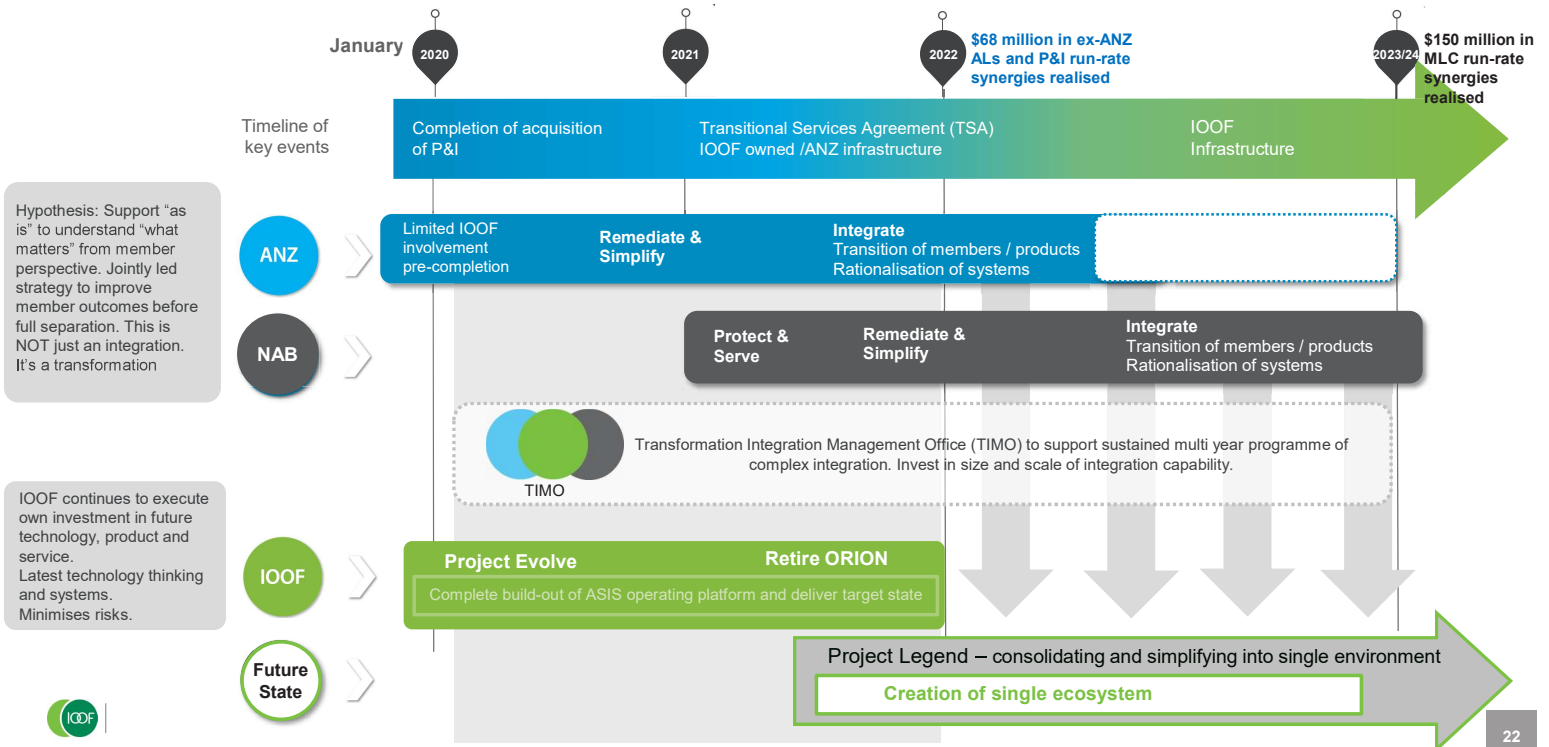 January
2020
2021
2022
$68 million in ex-ANZ
ALs and P&I run-rate
synergies realised
2023/24
$150 million in
MLC run-rate
synergies
realised
Timeline of
key events
Completion of acquisition
of P&I
Transitional Services Agreement (TSA)
IOOF owned /ANZ infrastructure
IOOF
Infrastructure
Hypothesis: Support “as
is” to understand “what
matters” from member
perspective. Jointly led
strategy to improve
member outcomes before
full separation. This is
NOT just an integration.
It’s a transformation
ANZ
Limited IOOF
involvement
pre-completion
Remediate &
Simplify
Integrate
Transition of members / products
Rationalisation of systems
NAB
Protect &
Serve
Remediate &
Simplify
Integrate
Transition of members / products
Rationalisation of systems
TIMO
Transformation Integration Management Office (TIMO) to support sustained multi year programme of
complex integration. Invest in size and scale of integration capability.
IOOF continues to execute
own investment in future
technology, product and
service.
Latest technology thinking
and systems.
Minimises risks.
IOOF
Project Evolve
Retire ORION
Complete build-out of ASIS operating platform and deliver target state
Future
State
Project Legend – consolidating and simplifying into single environment
Creation of single ecosystem
IOOF
22